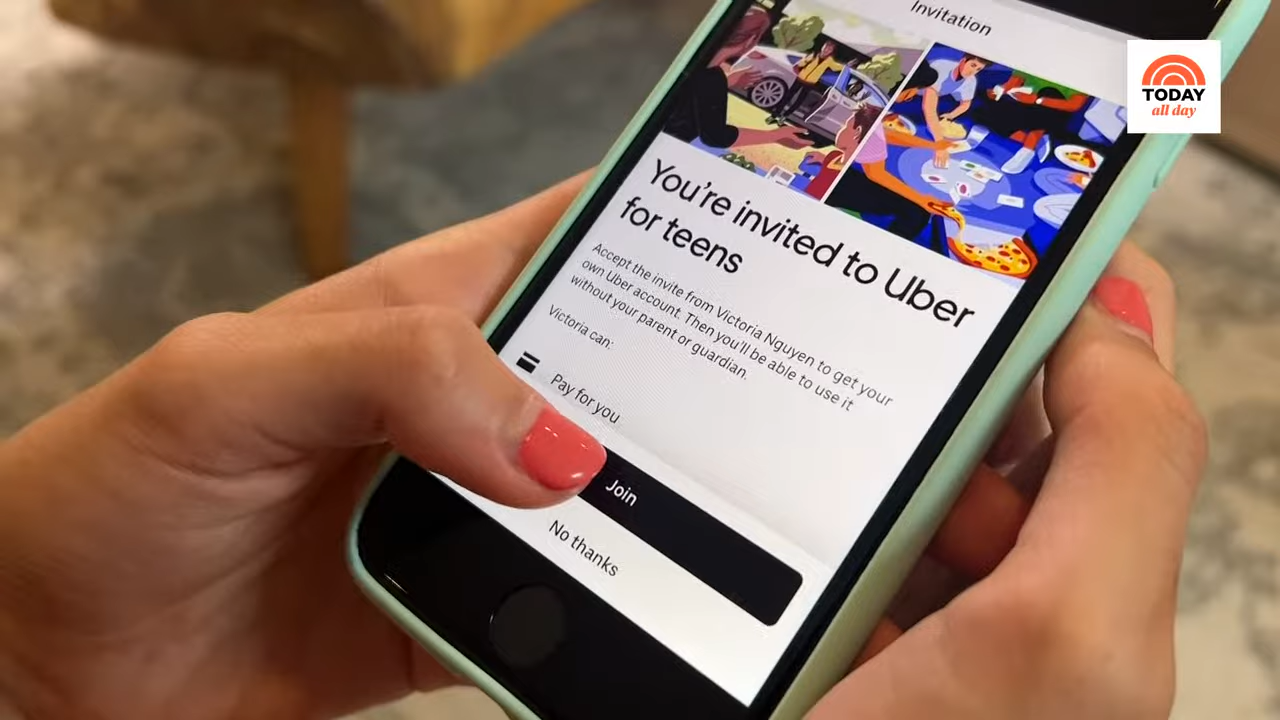 Invitation
TODAY
all day
You're invited to Uber
for teens
Accept the invite from Victoria Nguyen to get your
own Uber account. Then you'll be able to use it
without your parent or guardian.
Victoria can:
Pay for you
Join
No thanks